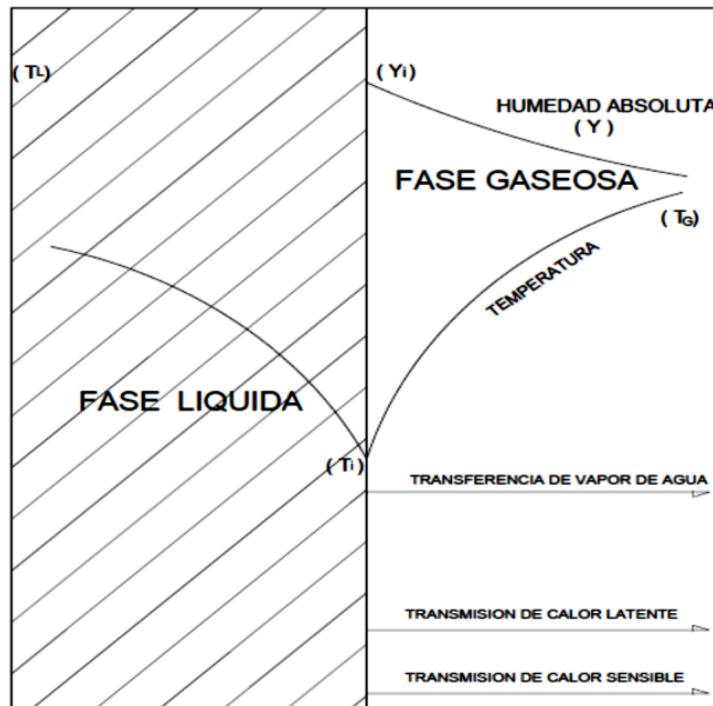 ( TL)
( Yi )
HUMEDAD ABSOLUTA
( Y )
FASE GASEOSA
( TG)
TEMPERATURA
FASE LIQUIDA
( Ti )
TRANSFERENCIA DE VAPOR DE AGUA
TRANSMISION DE CALOR LATENTE
TRANSMISION DE CALOR SENSIBLE